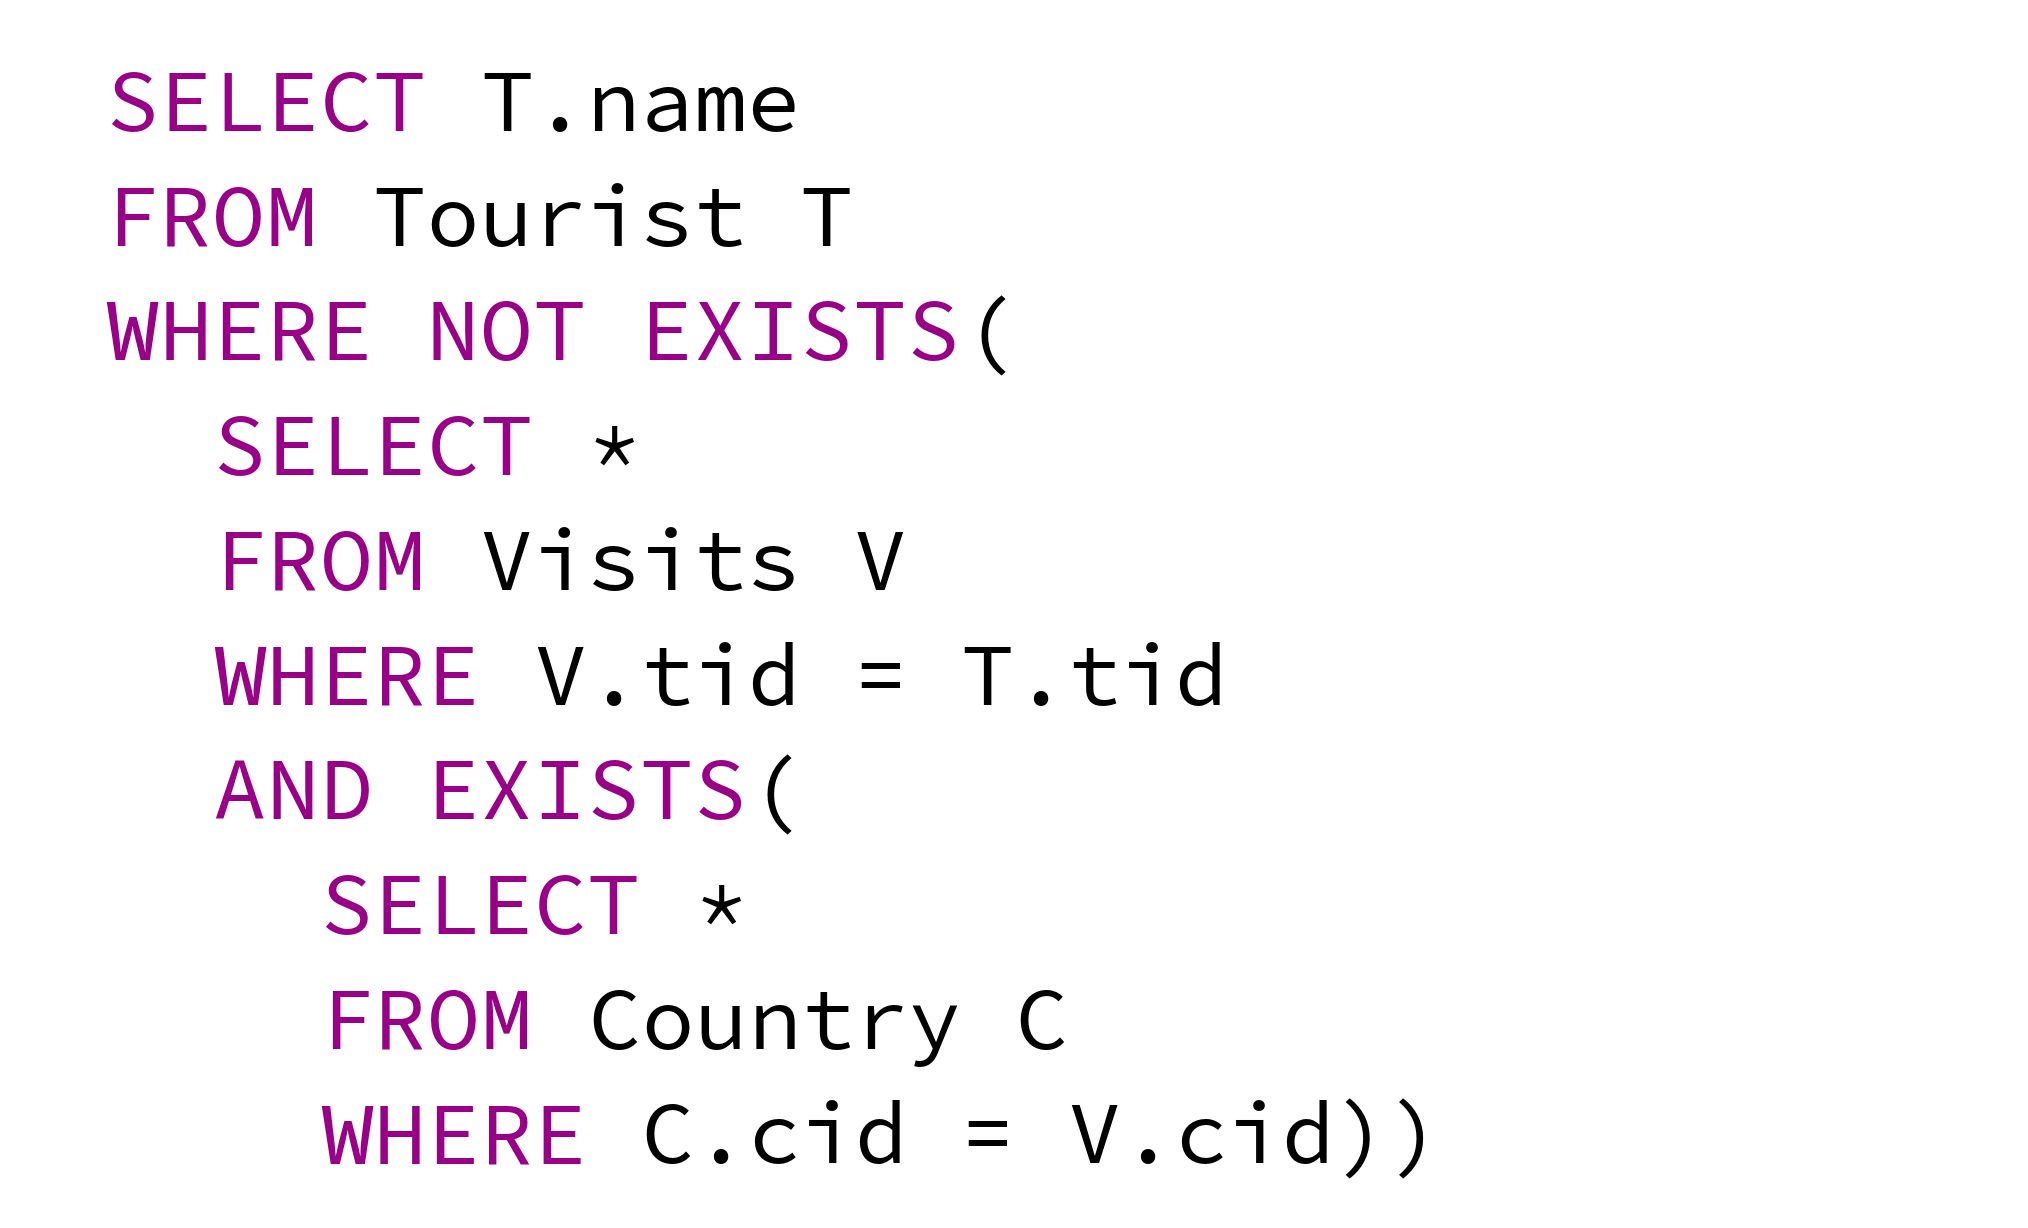 SELECT T.name
FROM Tourist T
WHERE NOT EXISTS(
SELECT *
FROM Visits V
WHERE V.tid = T.tid
AND EXISTS(
SELECT *
FROM Country C
WHERE C.cid = V.cid))